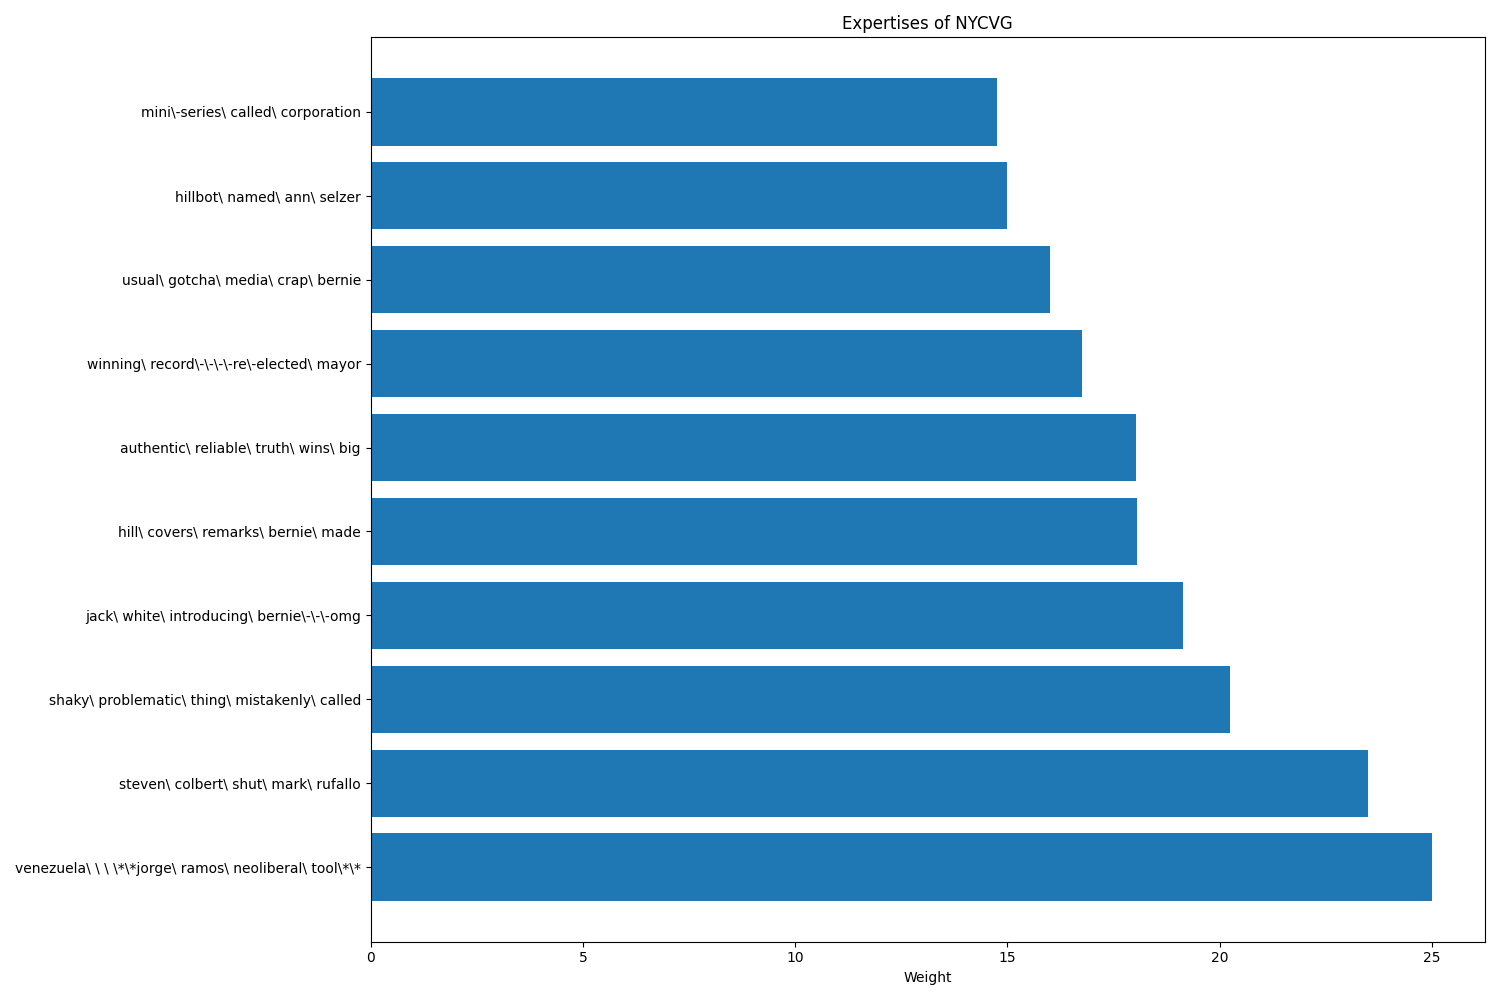 Expertises of NYCVG
mini\-series\ called\ corporation
hillbot\ named\ ann\ selzer
usual\ gotcha\ media\ crap\ bernie
winning\ record\-\-\-\-re\-elected\ mayor
authentic\ reliable\ truth\ wins\ big
hill\ covers\ remarks\ bernie\ made
jack\ white\ introducing\ bernie\-\-\-omg
shaky\ problematic\ thing\ mistakenly\ called
steven\ colbert\ shut\ mark\ rufallo
venezuela\ \ \ \*\*jorge\ ramos\ neoliberal\ tool\*\*
0 5 10 15 20 25
Weight